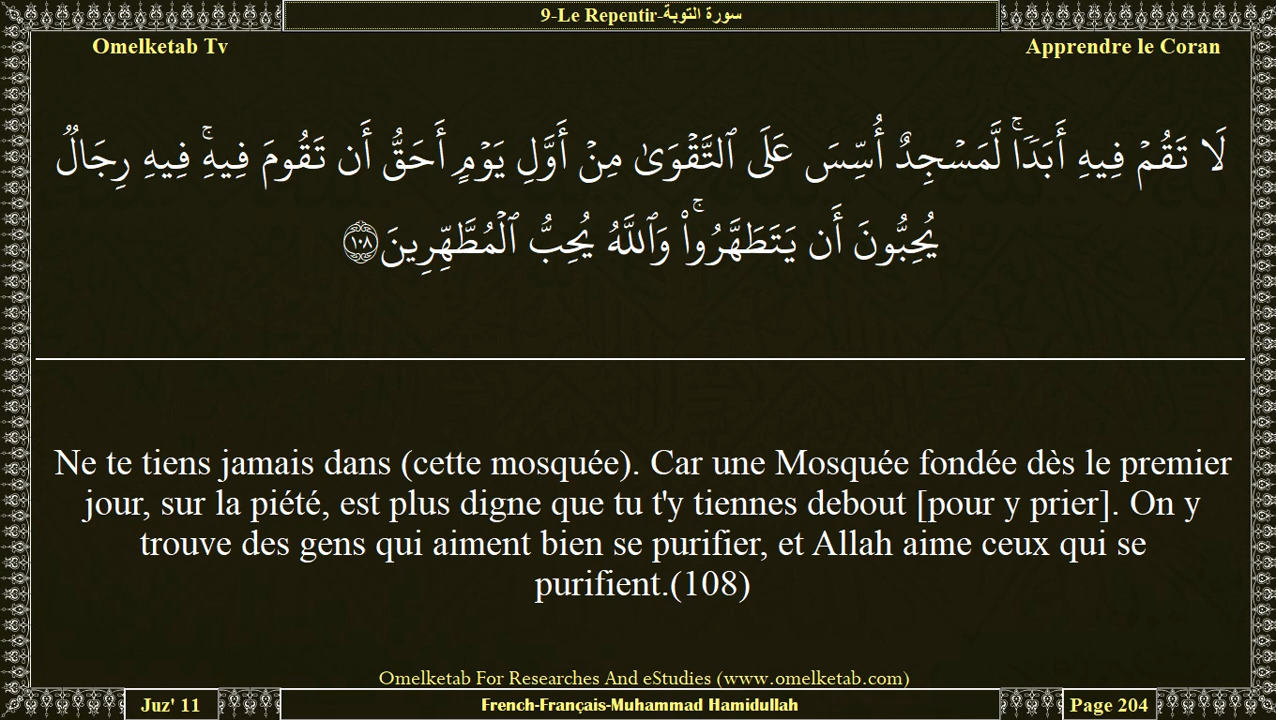 9-Le Repentir-سورة التوبة
Omelketab Tv
Apprendre le Coran
لَا تَقُمۡ فِيهِ أَبَدٗاۚ لَّمَسۡجِدٌ أُسِّسَ عَلَى ٱلتَّقۡوَىٰ مِنۡ أَوَّلِ يَوۡمٍ أَحَقُّ أَن تَقُومَ فِيهِۚ فِيهِ رِجَالٞ
يُحِبُّونَ أَن يَتَطَهَّرُواْۚ وَٱللَّهُ يُحِبُّ ٱلۡمُطَّهِّرِينَ ١٠٨
Ne te tiens jamais dans (cette mosquée). Car une Mosquée fondée dès le premier
jour, sur la piété, est plus digne que tu t'y tiennes debout [pour y prier]. On y
trouve des gens qui aiment bien se purifier, et Allah aime ceux qui se
purifient.(108)
Omelketab For Researches And eStudies (www.omelketab.com)
Juz' 11
French-Français-Muhammad Hamidullah
Page 204